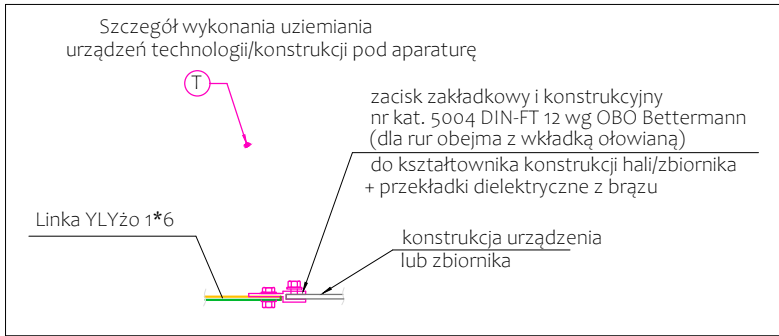 Szczegół wykonania uziemiania
urządzeń technologii/konstrukcji pod aparaturę
T
zacisk zakładkowy i konstrukcyjny
nr kat. 5004 DIN-FT 12 wg OBO Bettermann
(dla rur obejma z wkładką ołowianą)
do kształtownika konstrukcji hali/zbiornika
+ przekładki dielektryczne z brązu
Linka YLYżo 1*6
konstrukcja urządzenia
lub zbiornika